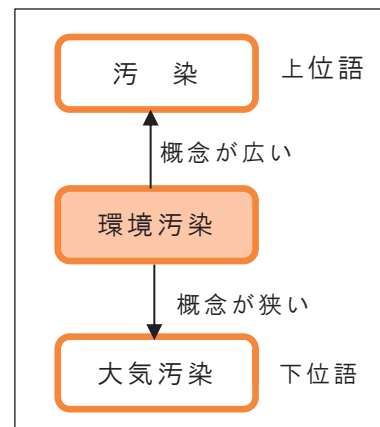 汚　染
上位語
概念が広い
環境汚染
概念が狭い
大気汚染
下位語